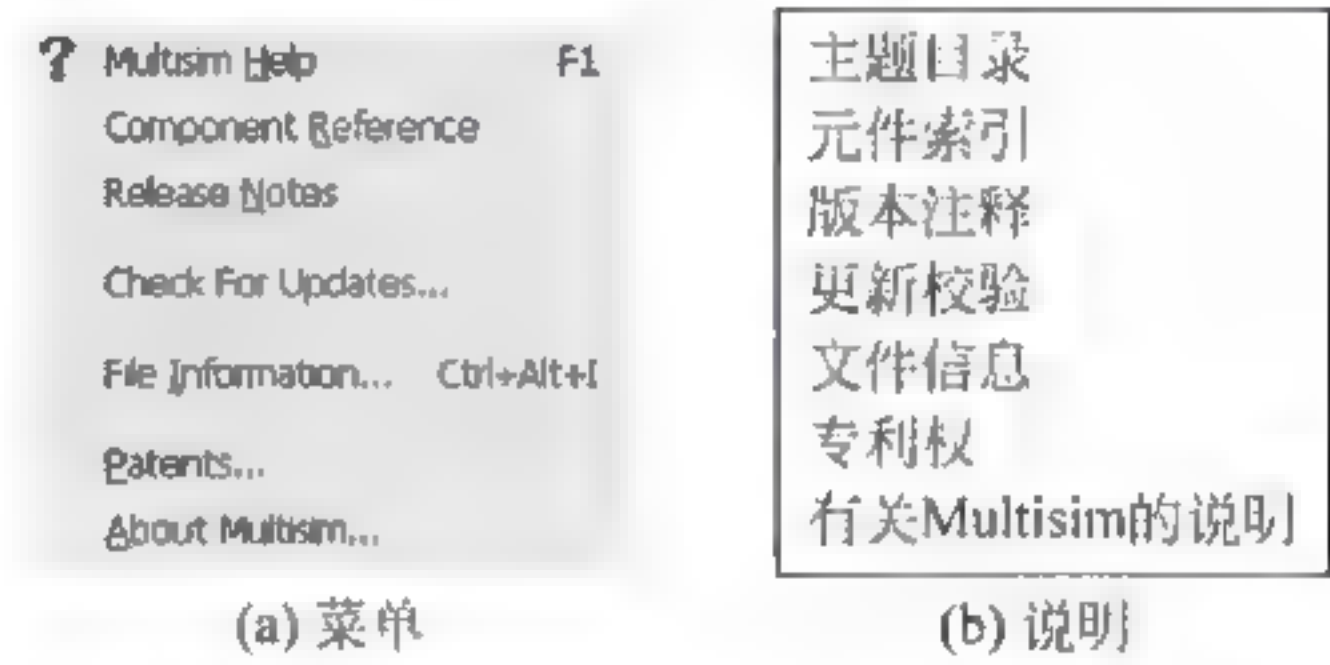 ? Multisim Help F1
Component Reference
Release Notes
Check For Updates...
File Information... Ctrl+Alt+I
Patents...
About Multisim...
(a) 菜单
主题目录
元件索引
版本注释
更新校验
文件信息
专利权
有关Multisim的说明
(b) 说明